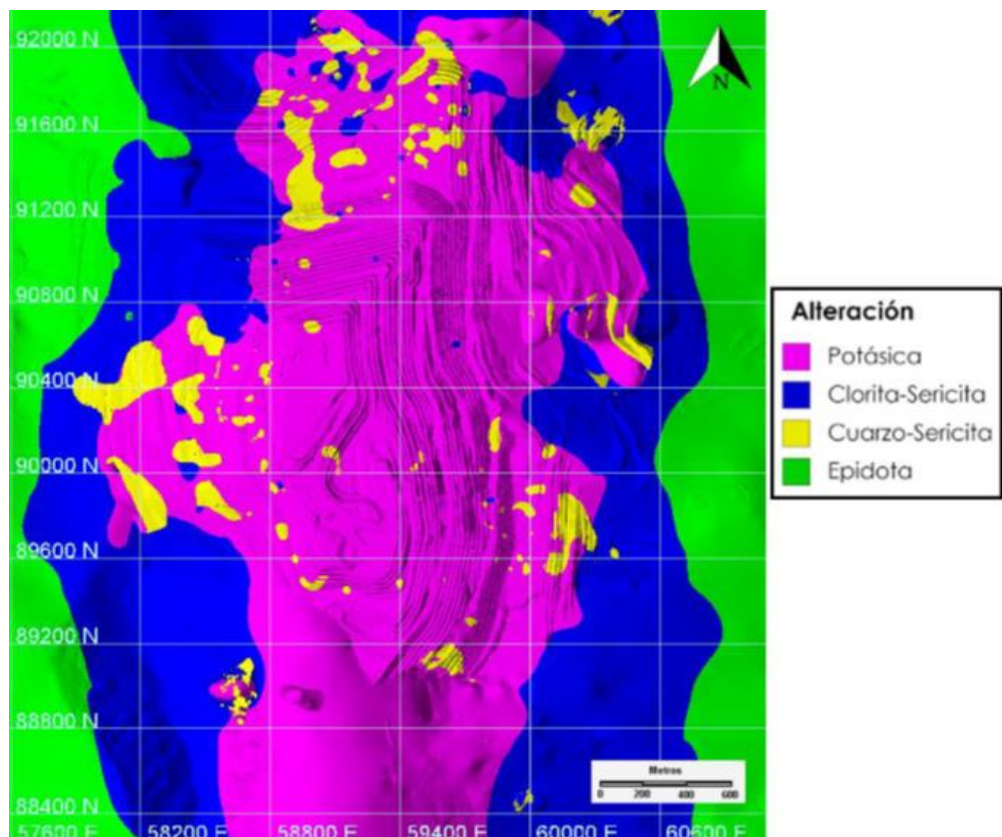 92000 N
N
91600 N
91200 N
90800 N
90400 N
90000 N
89600 N
89200 N
88800 N
88400 N
57600 E 58200 E 58800 E 59400 E 60000 E 60600 E
Metros
0 200 400 600
Alteración
Potásica
Clorita-Sericita
Cuarzo-Sericita
Epidota